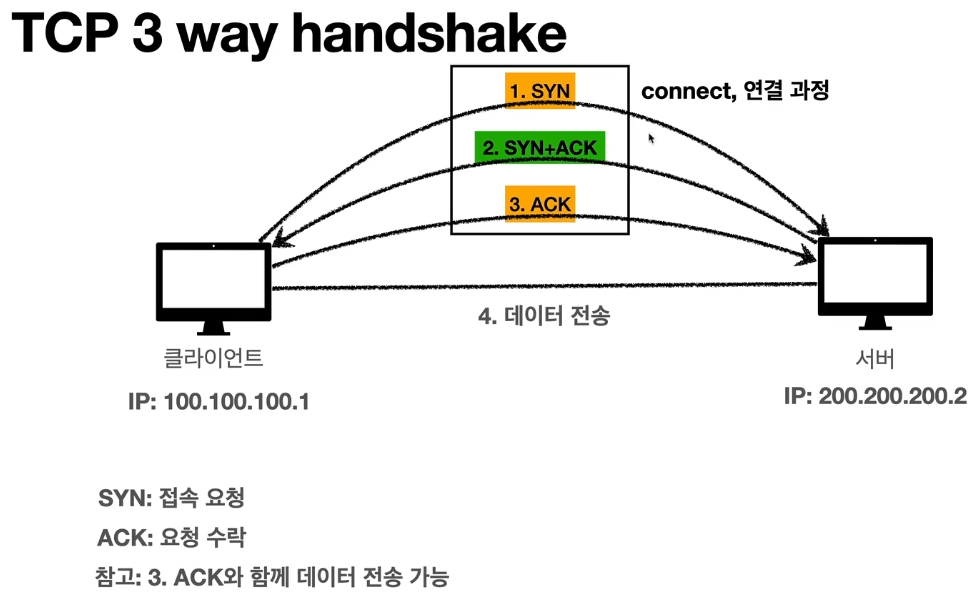 TCP 3 way handshake
1. SYN
connect, 연결 과정
2. SYN+ACK
3. ACK
4. 데이터 전송
클라이언트
서버
IP: 100.100.100.1
IP: 200.200.200.2
SYN: 접속 요청
ACK: 요청 수락
참고: 3. ACK와 함께 데이터 전송 가능